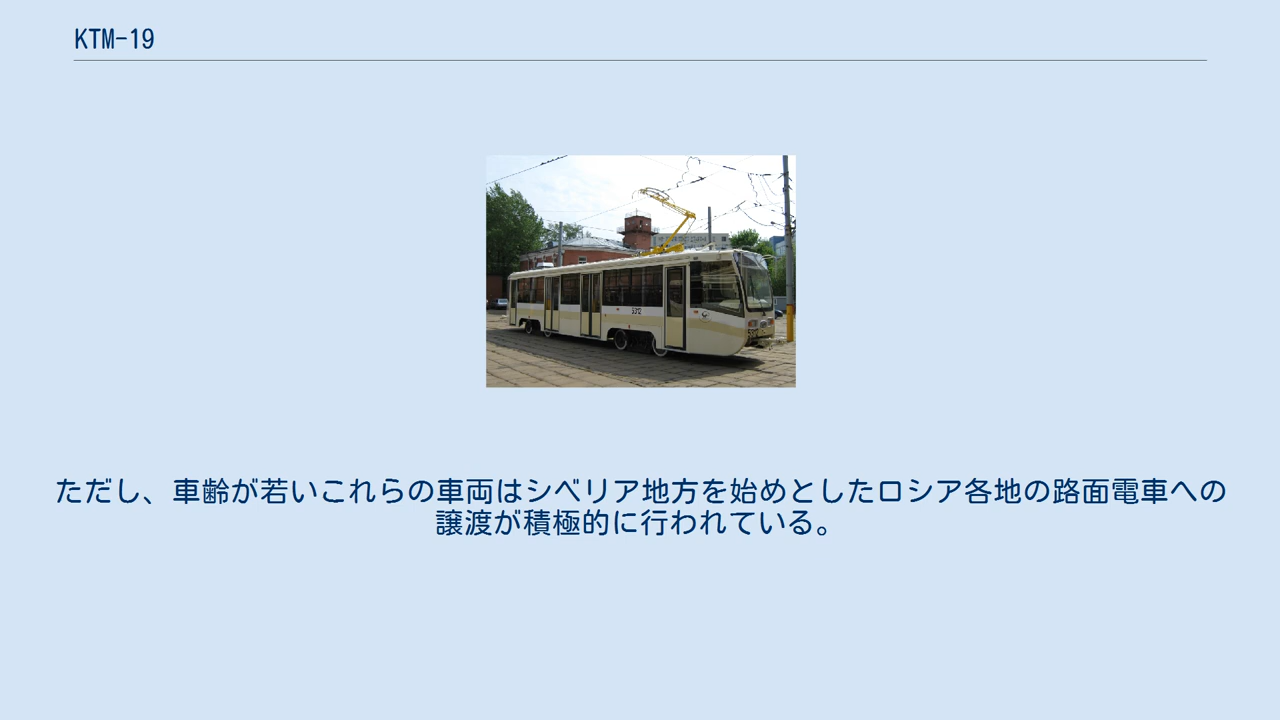 KTM-19
5312
ただし、車齢が若いこれらの車両はシベリア地方を始めとしたロシア各地の路面電車への
譲渡が積極的に行われている。